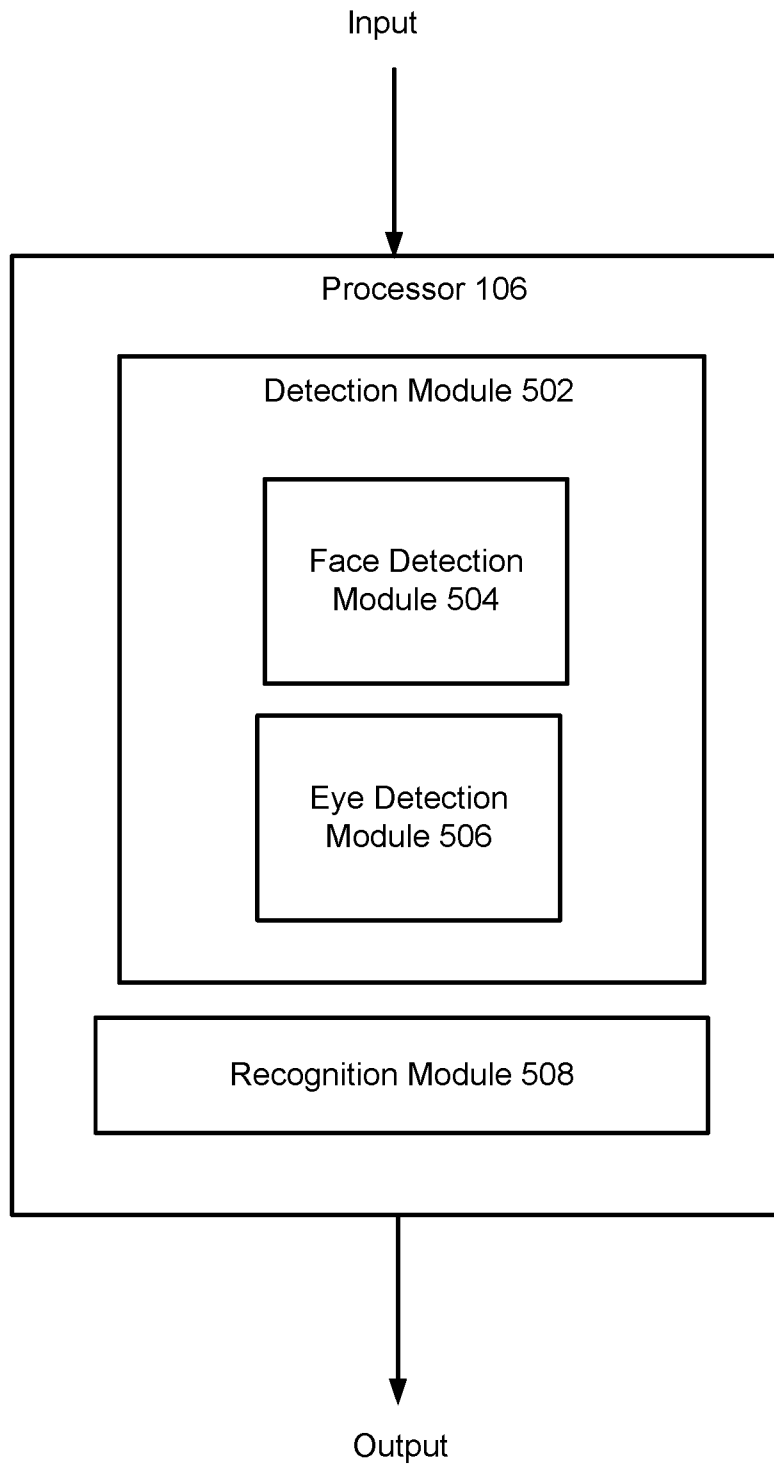 Input
Processor 106
Detection Module 502
Face Detection
Module 504
Eye Detection
Module 506
Recognition Module 508
Output